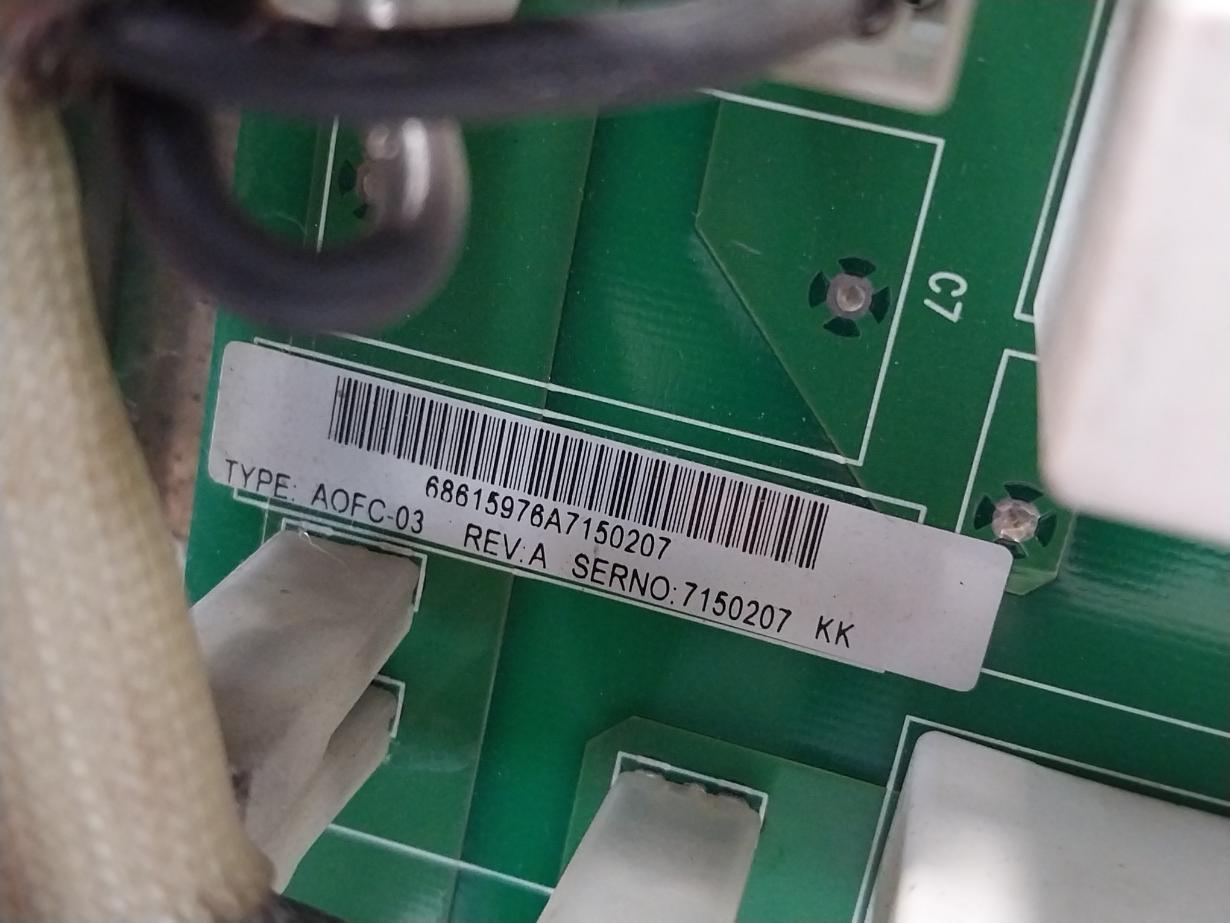 C7
68615976A7150207
TYPE: AOFC-03 REV:A SERNO:7150207 KK